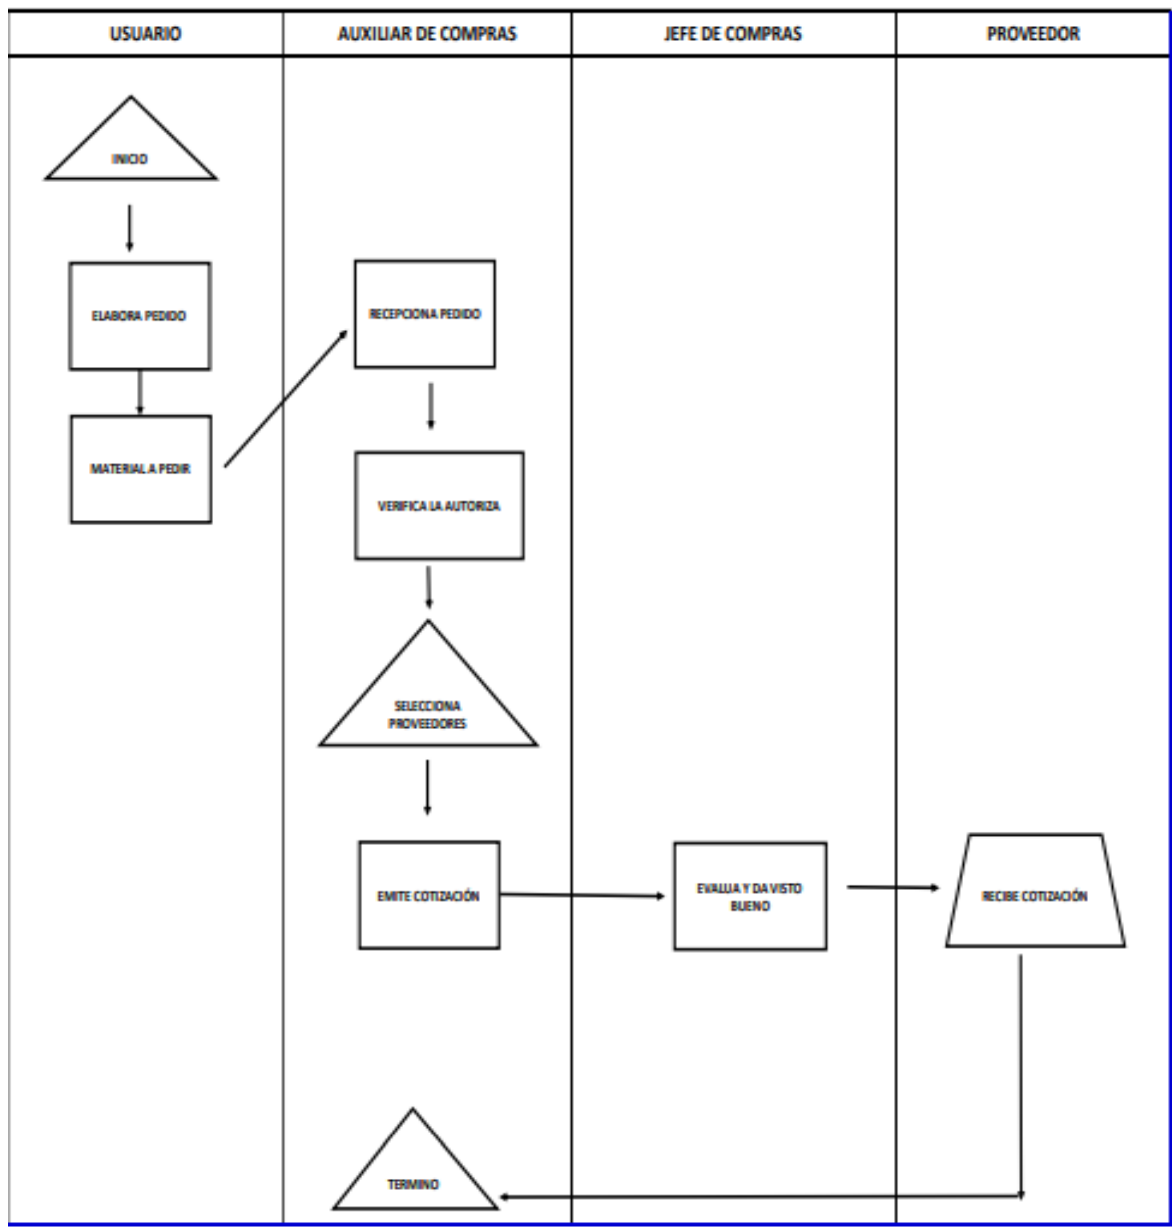 USUARIO
AUXILIAR DE COMPRAS
JEFE DE COMPRAS
PROVEEDOR
INICIO
ELABORA PEDIDO
MATERIAL A PEDIR
RECEPCIONA PEDIDO
VERIFICA LA AUTORIZA
SELECCIONA
PROVEEDORES
EMITE COTIZACIÓN
EVALUA Y DA VISTO
BUENO
RECIBE COTIZACIÓN
TERMINO